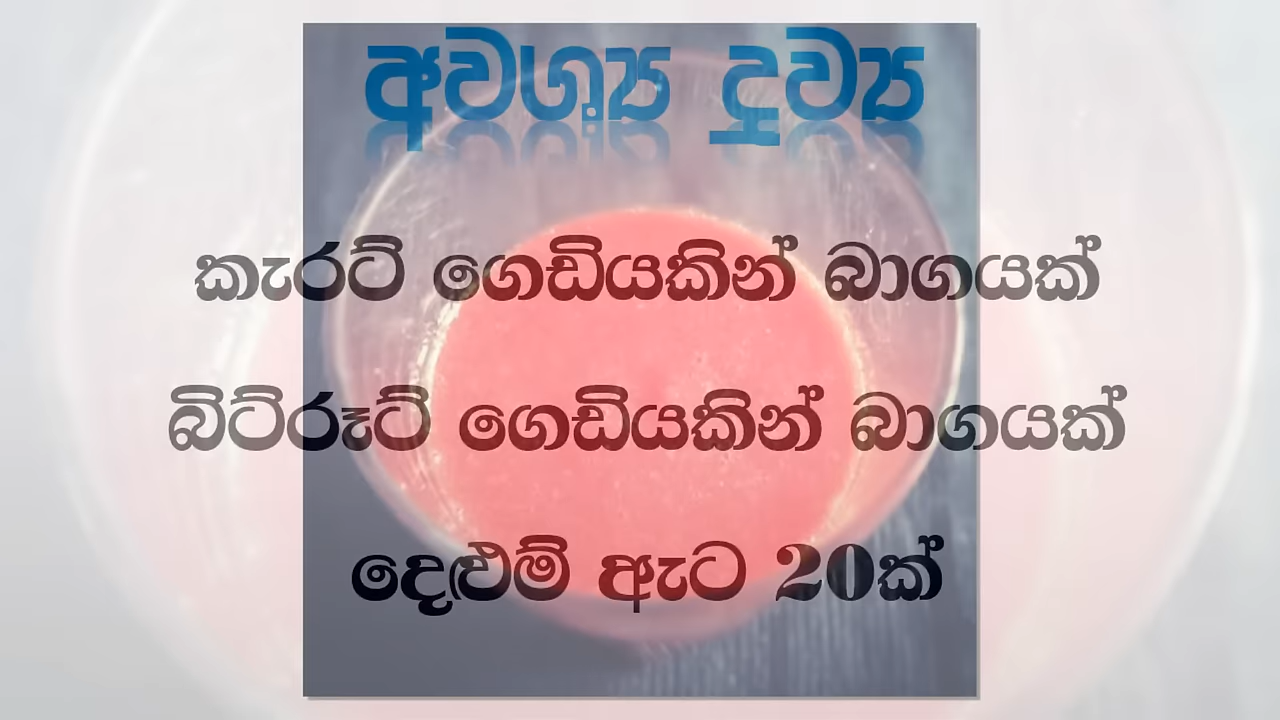 අවශ්‍ය ද්‍රව්‍ය
කැරට් ගෙඩියකින් බාගයක්
බිට්රූට් ගෙඩියකින් බාගයක්
දෙළුම් ඇට 20ක්